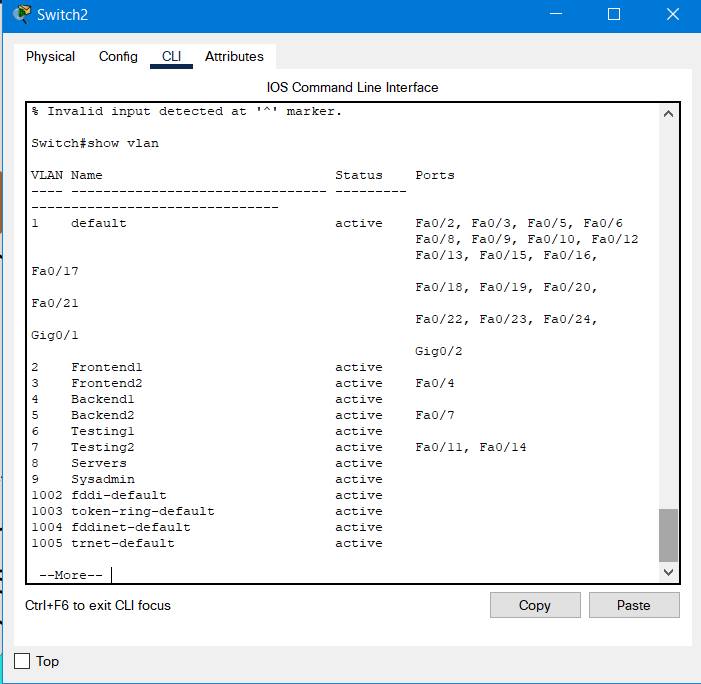 Switch2
Physical Config CLI Attributes
IOS Command Line Interface
% Invalid input detected at '^' marker.
Switch#show vlan
VLAN Name                             Status    Ports
---- -------------------------------- --------- -------------------------------
1    default                          active    Fa0/2, Fa0/3, Fa0/5, Fa0/6
                                                Fa0/8, Fa0/9, Fa0/10, Fa0/12
                                                Fa0/13, Fa0/15, Fa0/16,
Fa0/17
                                                Fa0/18, Fa0/19, Fa0/20,
Fa0/21
                                                Fa0/22, Fa0/23, Fa0/24,
Gig0/1
                                                Gig0/2
2    Frontend1                        active
3    Frontend2                        active    Fa0/4
4    Backend1                         active
5    Backend2                         active    Fa0/7
6    Testing1                         active
7    Testing2                         active    Fa0/11, Fa0/14
8    Servers                          active
9    Sysadmin                         active
1002 fddi-default                     active
1003 token-ring-default               active
1004 fddinet-default                  active
1005 trnet-default                    active
--More--
Ctrl+F6 to exit CLI focus
Copy Paste
Top